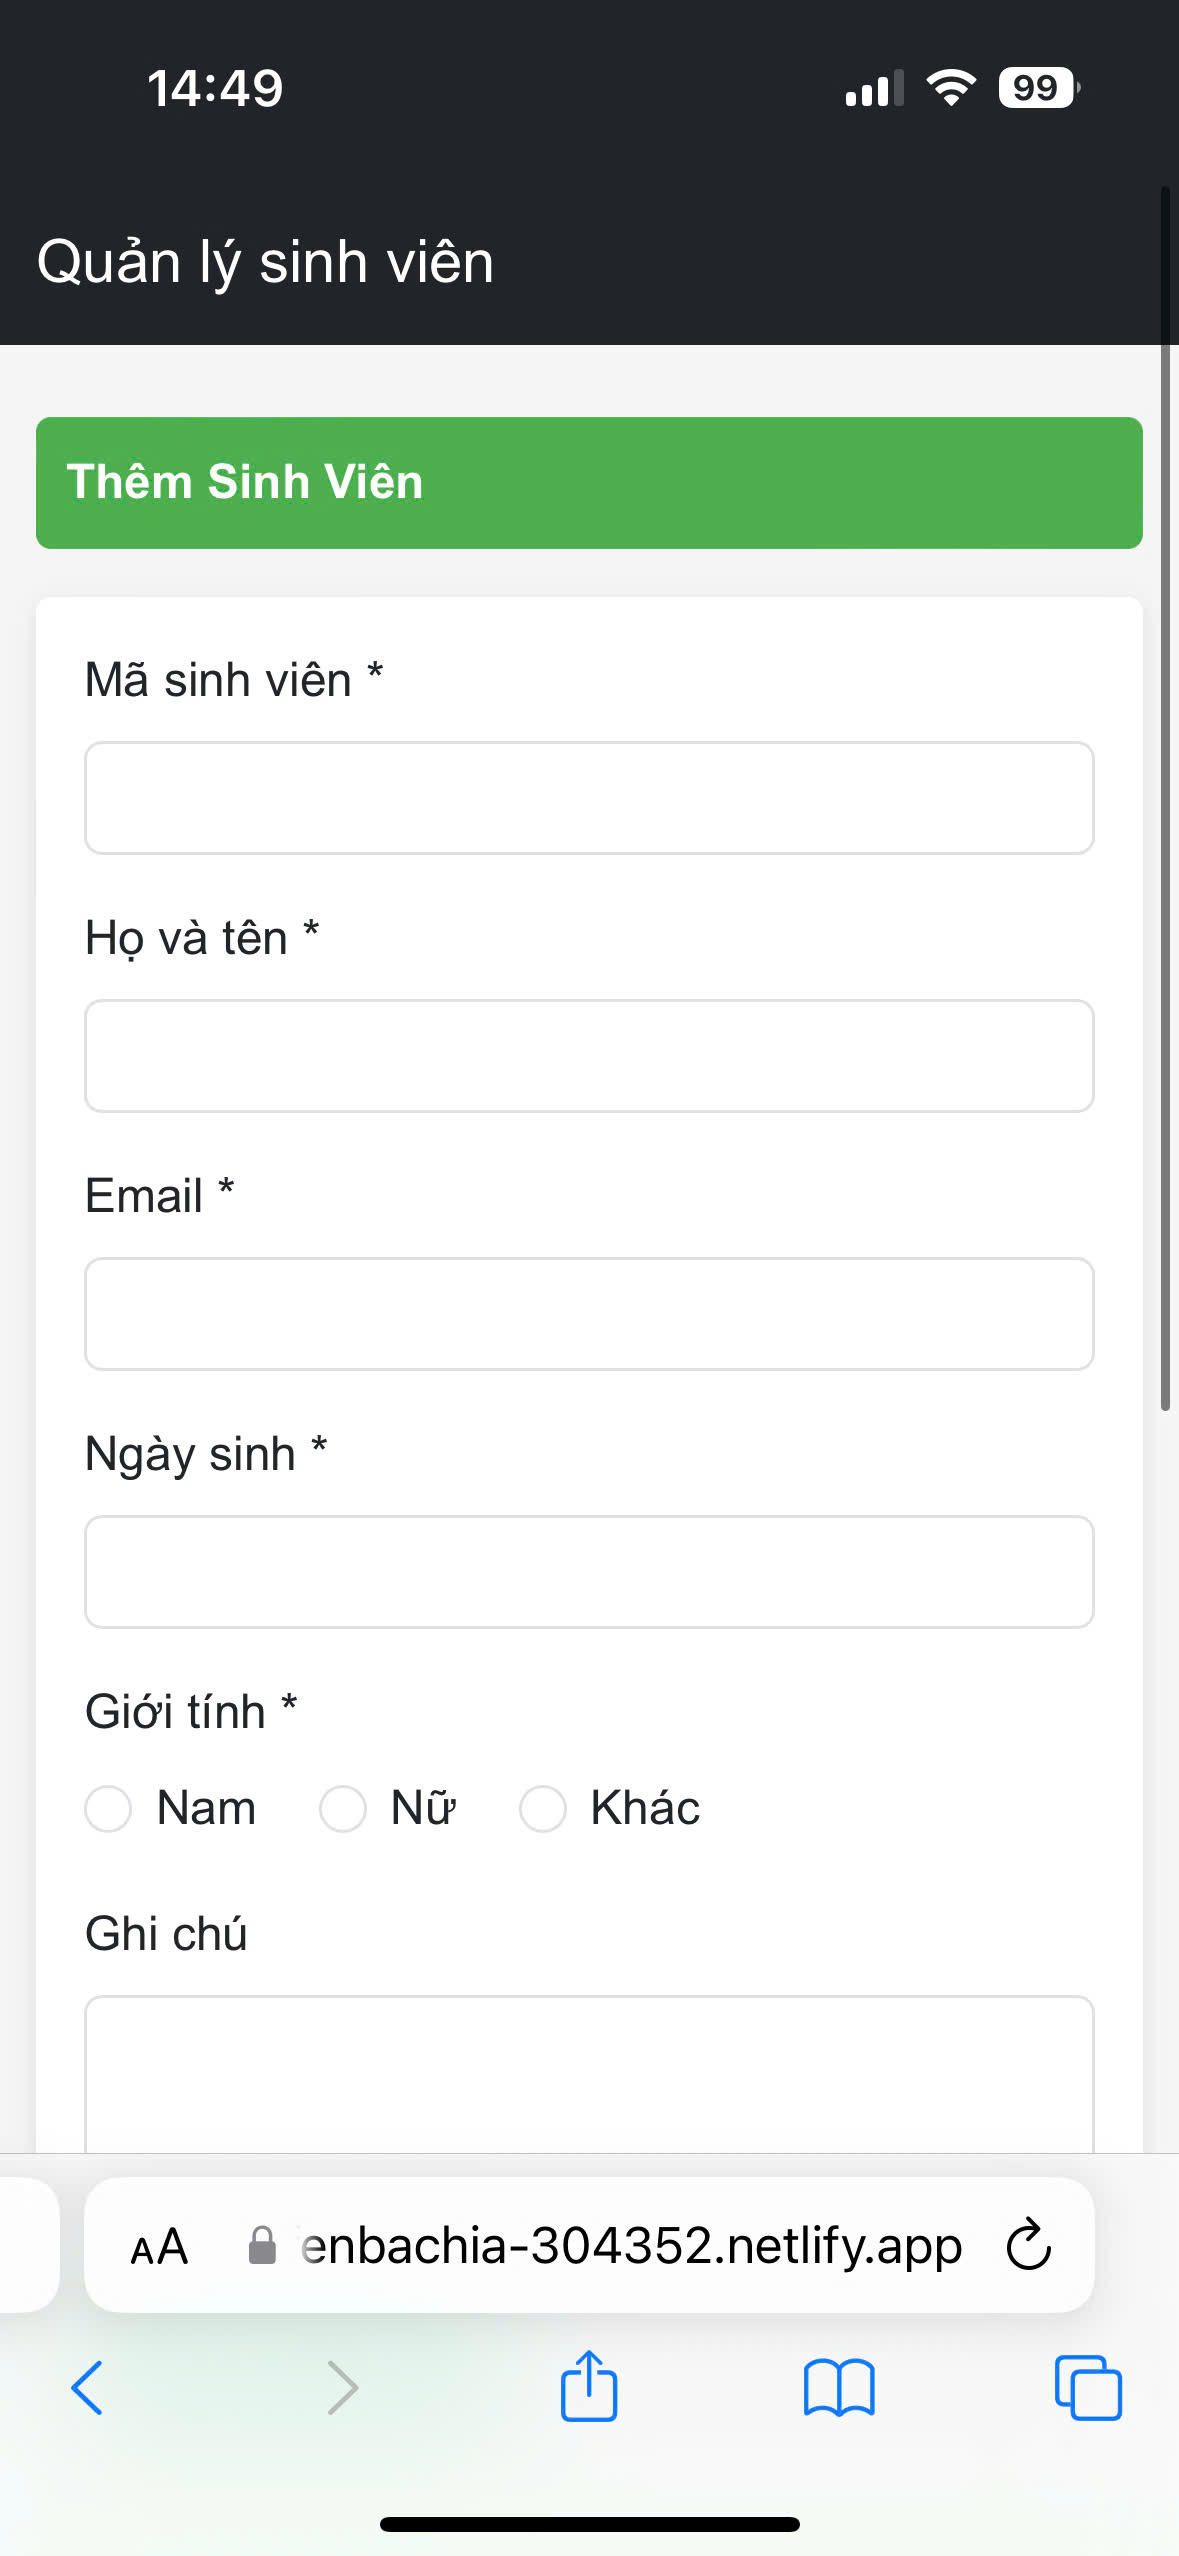 14:49
99
Quản lý sinh viên
Thêm Sinh Viên
Mã sinh viên *
Họ và tên *
Email *
Ngày sinh *
Giới tính *
Nam Nữ Khác
Ghi chú
AA enbachia-304352.netlify.app